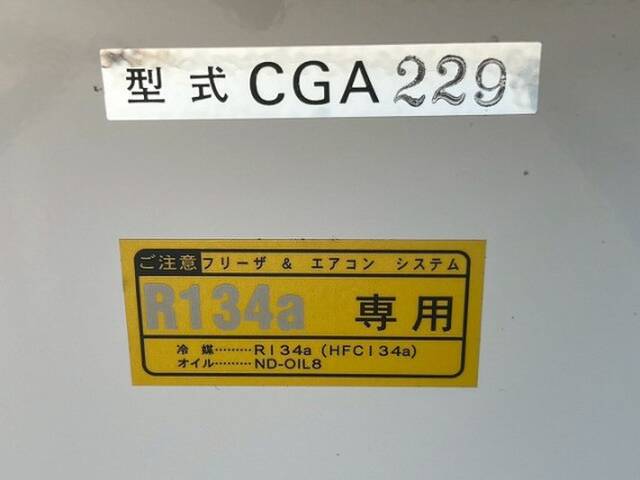 型式 CGA 229
ご注意 フリーザ & エアコン システム
R134a 専用
冷 媒………R134a (HFC134a)
オイル………ND-OIL8